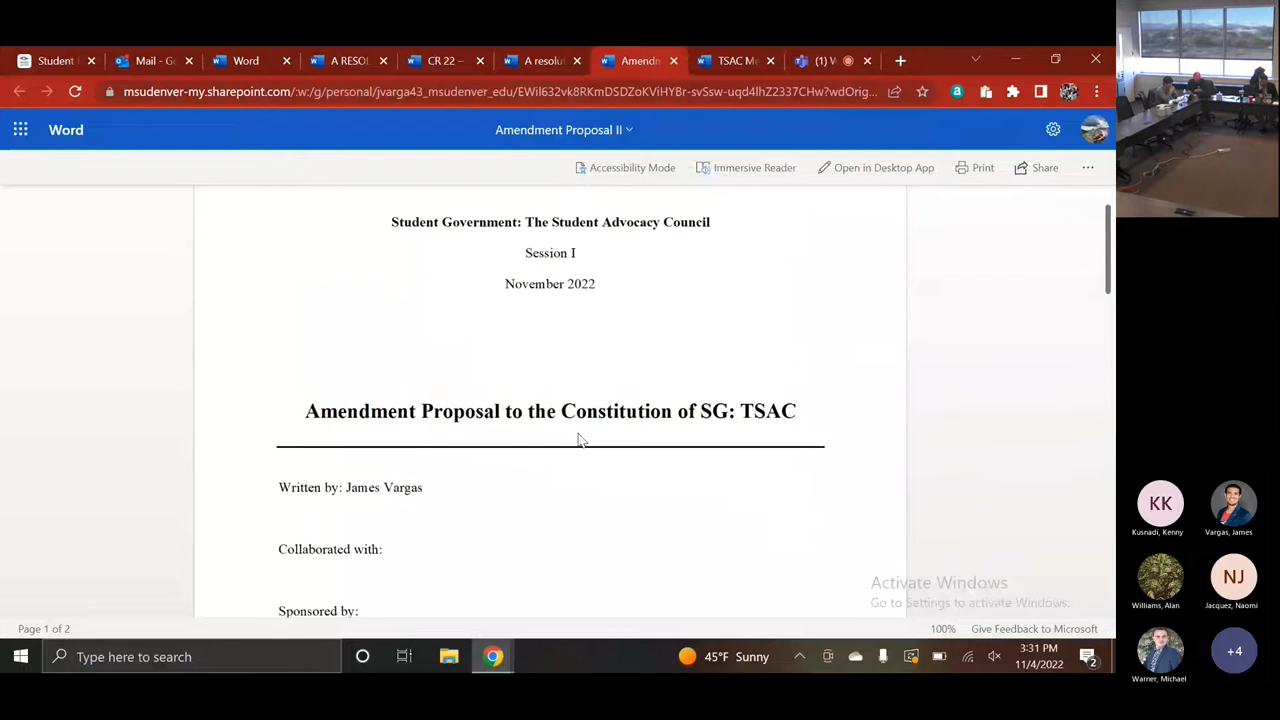 Student
Mail - Go
Word
A RESOL
CR 22 –
A resolut
Amendm
TSAC Me
(1) W
msudenver-my.sharepoint.com/:w:/g/personal/jvarga43_msudenver_edu/EWil632vk8RKmDSDZoKViHYBr-svSsw-uqd4lhZ2337CHw?wdOrig...
Word
Amendment Proposal II
Accessibility Mode
Immersive Reader
Open in Desktop App
Print
Share
Student Government: The Student Advocacy Council
Session I
November 2022
Amendment Proposal to the Constitution of SG: TSAC
Written by: James Vargas
Collaborated with:
Sponsored by:
Activate Windows
Go to Settings to activate Windows.
Page 1 of 2
100%
Give Feedback to Microsoft
Type here to search
45°F Sunny
3:31 PM
11/4/2022
2
KK
Kusnadi, Kenny
Vargas, James
Williams, Alan
NJ
Jacquez, Naomi
Warner, Michael
+4